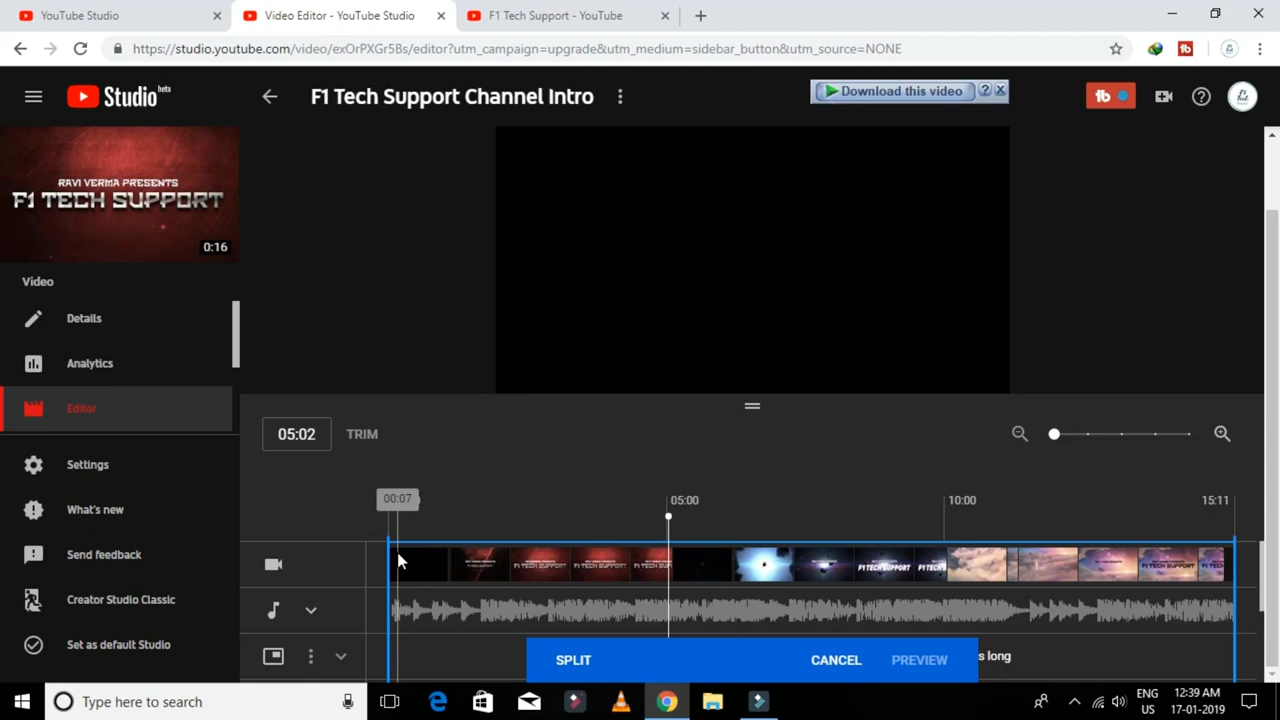 YouTube Studio
Video Editor - YouTube Studio
F1 Tech Support - YouTube
https://studio.youtube.com/video/exOrPXGr5Bs/editor?utm_campaign=upgrade&utm_medium=sidebar_button&utm_source=NONE
Studio beta
F1 Tech Support Channel Intro
Download this video
RAVI VERMA PRESENTS
F1 TECH SUPPORT
0:16
Video
Details
Analytics
Editor
Settings
What's new
Send feedback
Creator Studio Classic
Set as default Studio
05:02
TRIM
00:07
05:00
10:00
15:11
F1 TECH SUPPORT
SPLIT
CANCEL
PREVIEW
s long
Type here to search
ENG
US
12:39 AM
17-01-2019